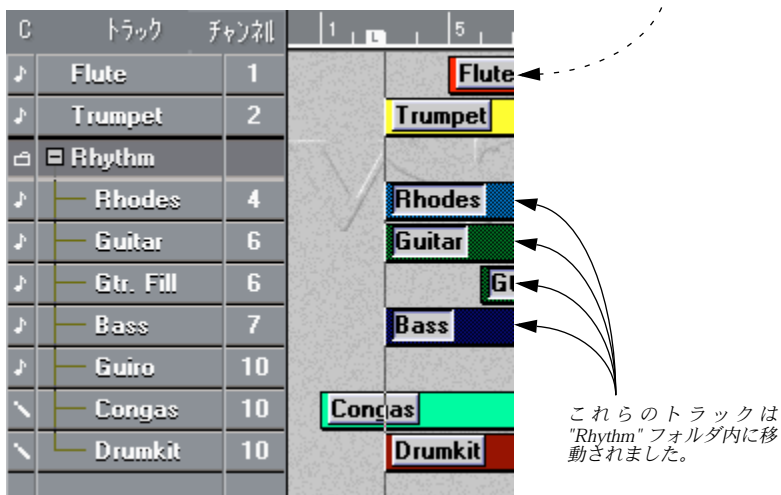 C トラック チャンネル 1 L 5
Flute 1 Flute
Trumpet 2 Trumpet
Rhythm
Rhodes 4 Rhodes
Guitar 6 Guitar
Gtr. Fill 6
Bass 7 Bass
Guiro 10
Congas 10 Congas
Drumkit 10 Drumkit
これらのトラックは
"Rhythm" フォルダ内に移
動されました。